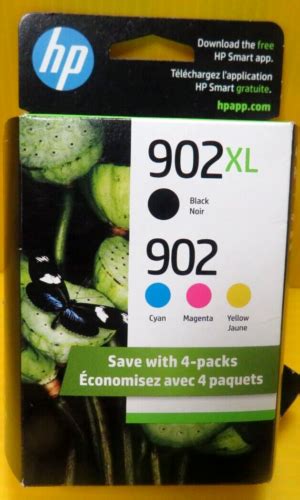 hp
Download the free
HP Smart app.
Téléchargez l'application
HP Smart gratuite.
hpapp.com
902XL
Black
Noir
902
Cyan
Magenta
Yellow
Jaune
Save with 4-packs
Économisez avec 4 paquets